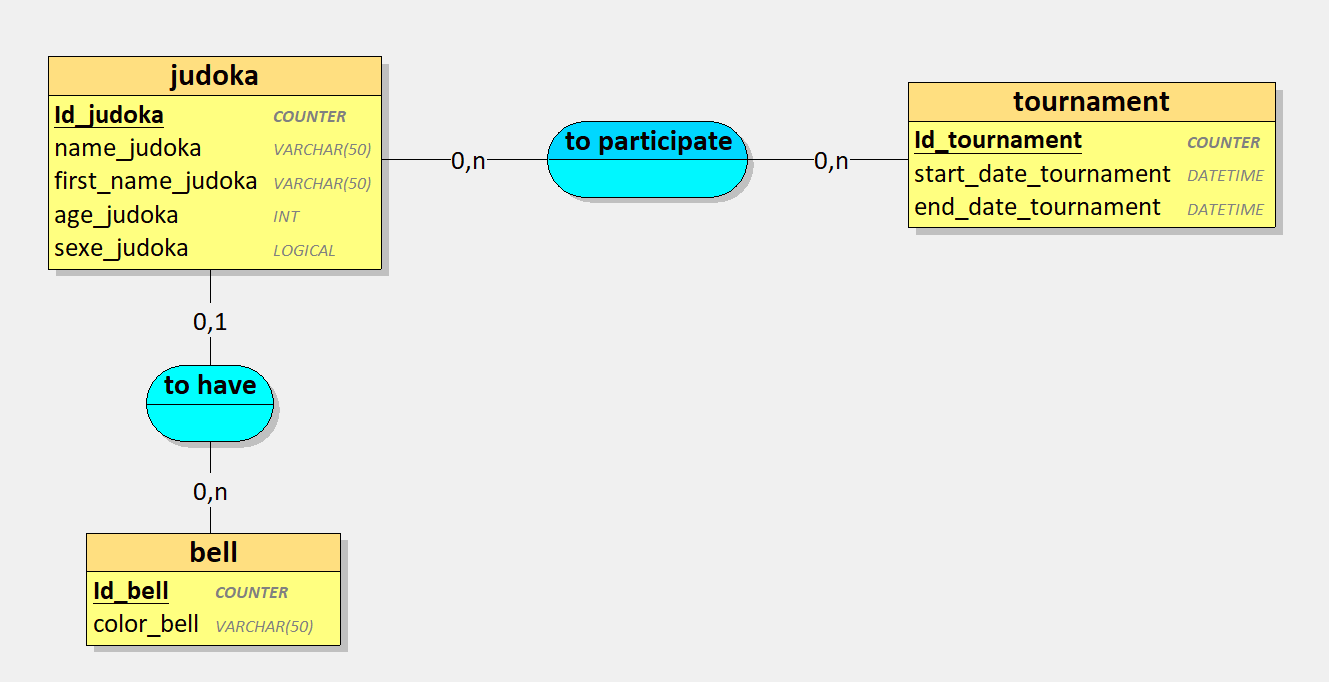 judoka
Id_judoka COUNTER
name_judoka VARCHAR(50)
first_name_judoka VARCHAR(50)
age_judoka INT
sexe_judoka LOGICAL
0,n
to participate
0,n
tournament
Id_tournament COUNTER
start_date_tournament DATETIME
end_date_tournament DATETIME
0,1
to have
0,n
bell
Id_bell COUNTER
color_bell VARCHAR(50)